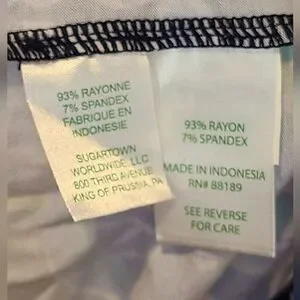 93% RAYONNE
7% SPANDEX
FABRIQUE EN
INDONESIE
SUGARTOWN
WORLDWIDE, LLC
800 THIRD AVENUE
KING OF PRUSSIA, PA
93% RAYON
7% SPANDEX
MADE IN INDONESIA
RN# 88189
SEE REVERSE
FOR CARE